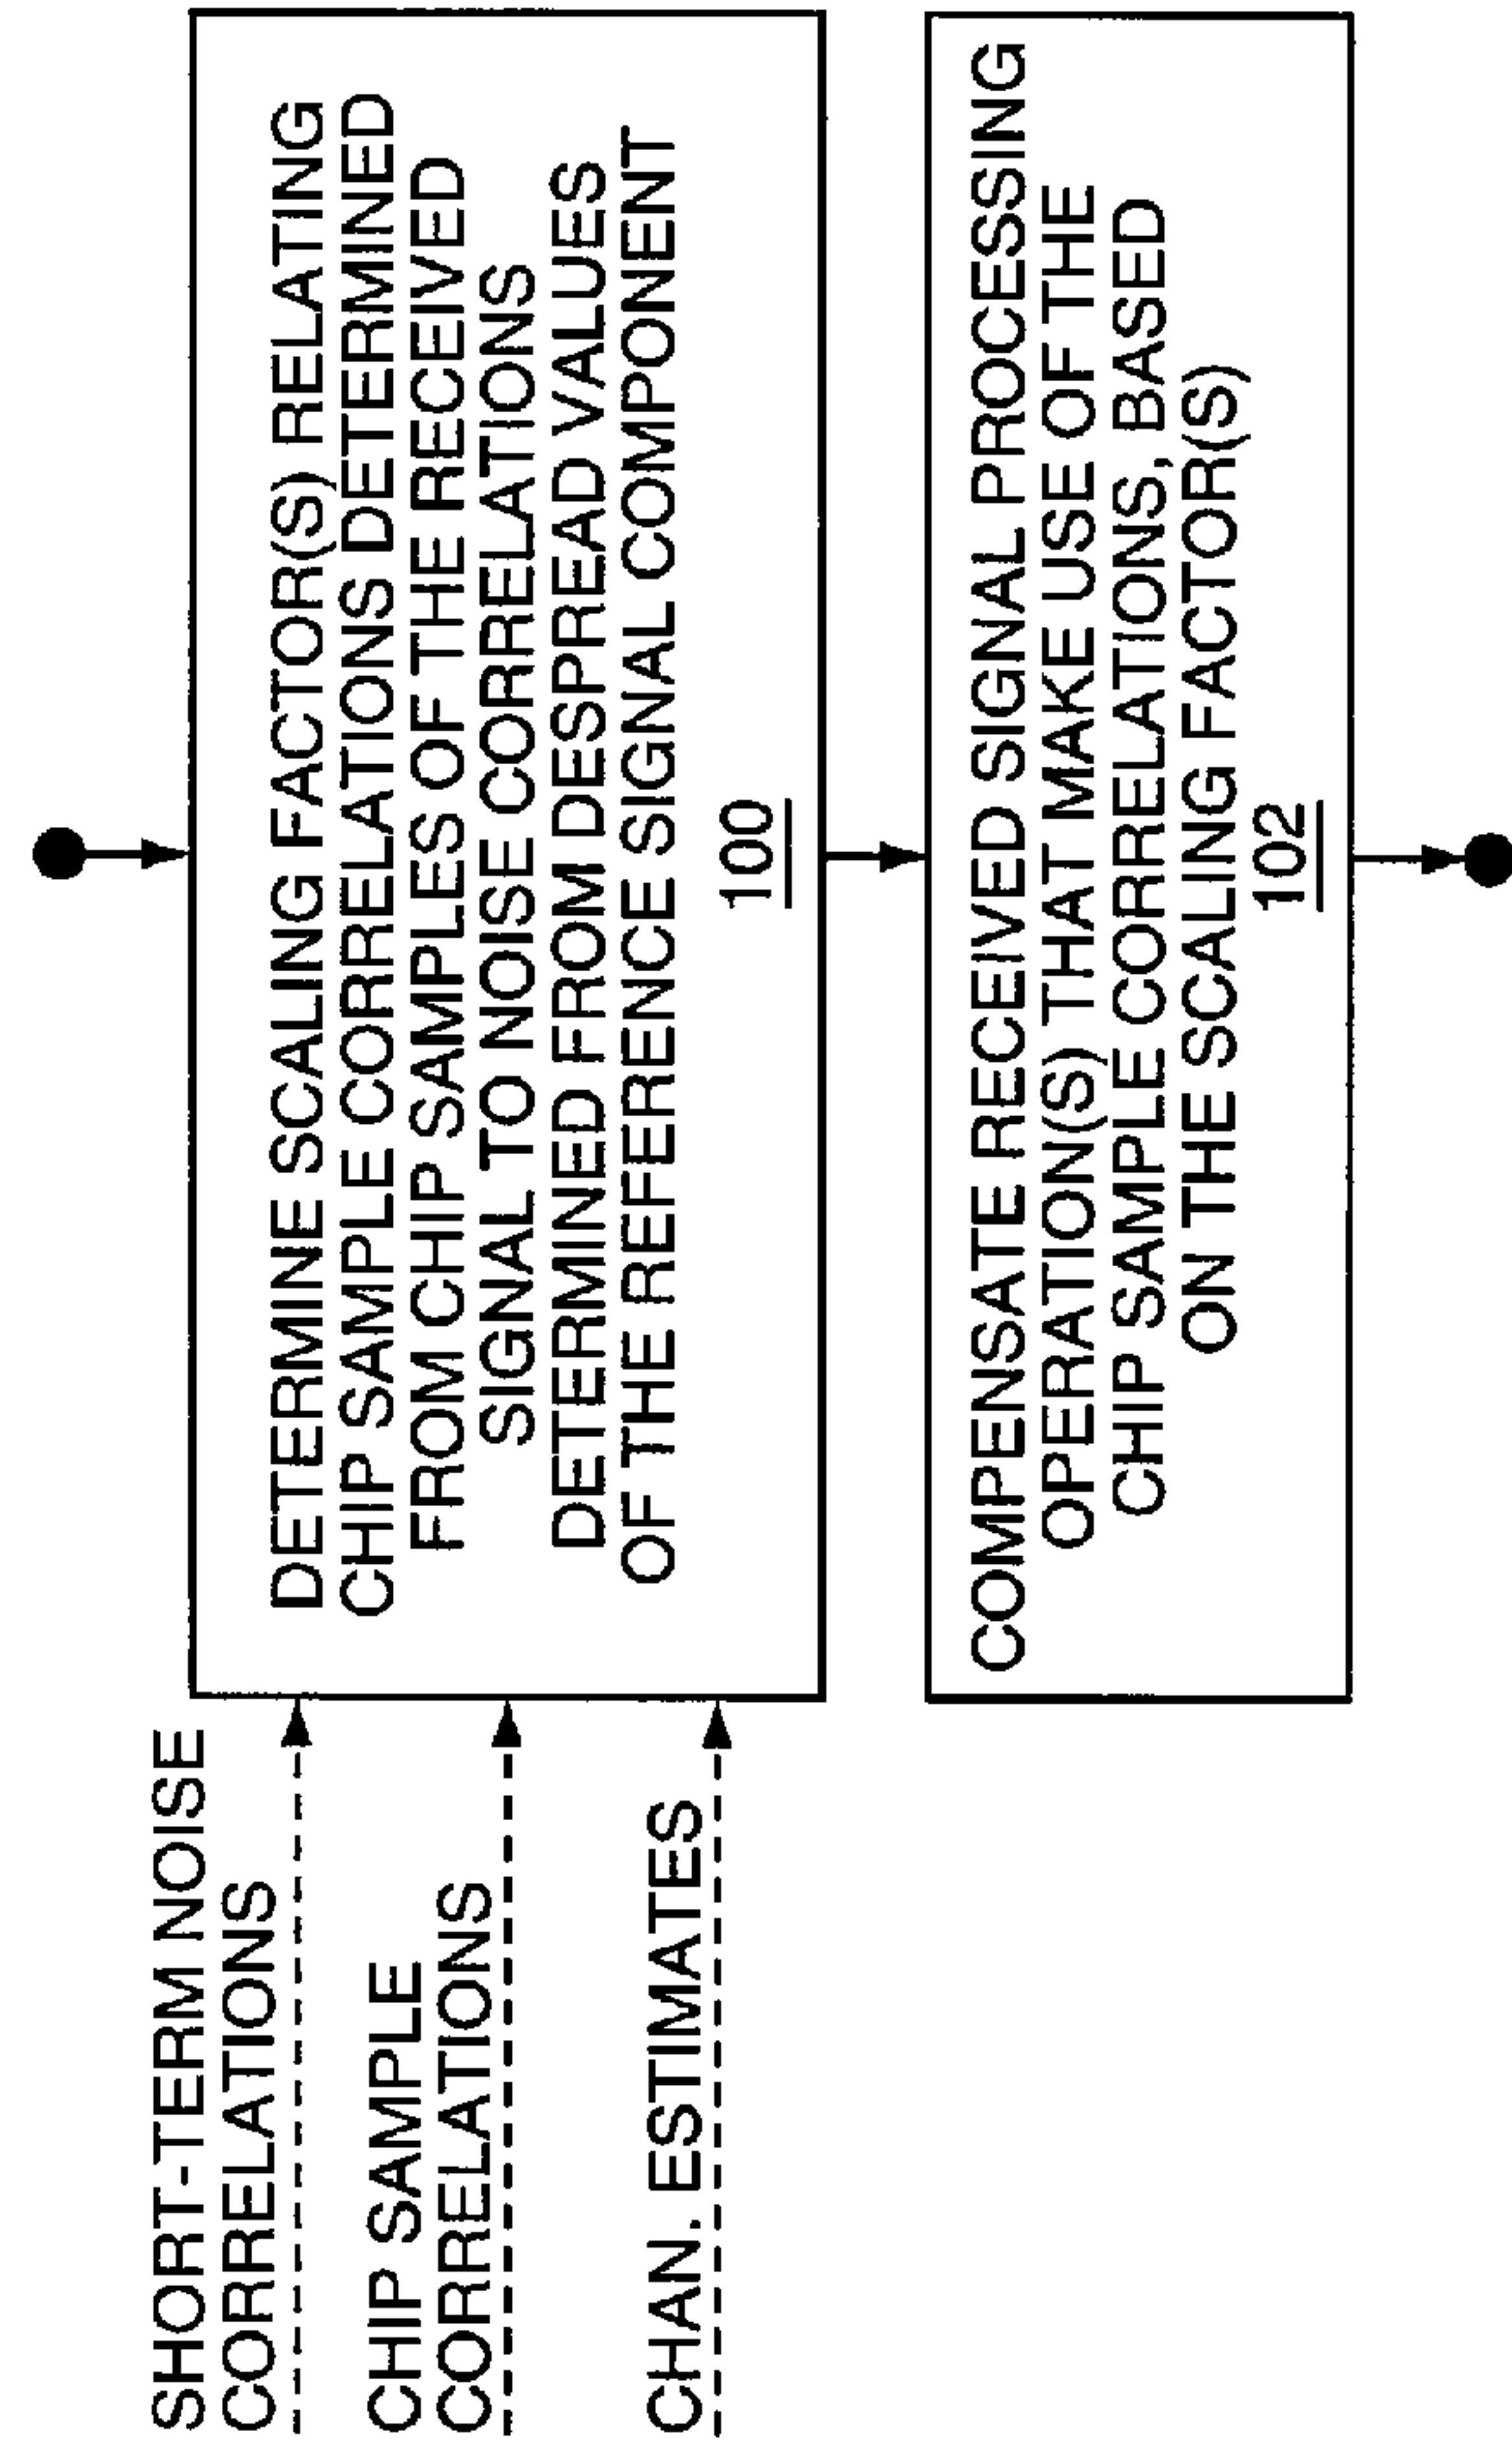 SHORT-TERM NOISE
CORRELATIONS
CHIP SAMPLE
CORRELATIONS
CHAN. ESTIMATES
DETERMINE SCALING FACTOR(S) RELATING
CHIP SAMPLE CORRELATIONS DETERMINED
FROM CHIP SAMPLES OF THE RECEIVED
SIGNAL TO NOISE CORRELATIONS
DETERMINED FROM DESPREAD VALUES
OF THE REFERENCE SIGNAL COMPONENT
100
COMPENSATE RECEIVED SIGNAL PROCESSING
OPERATION(S) THAT MAKE USE OF THE
CHIP SAMPLE CORRELATIONS, BASED
ON THE SCALING FACTOR(S)
102